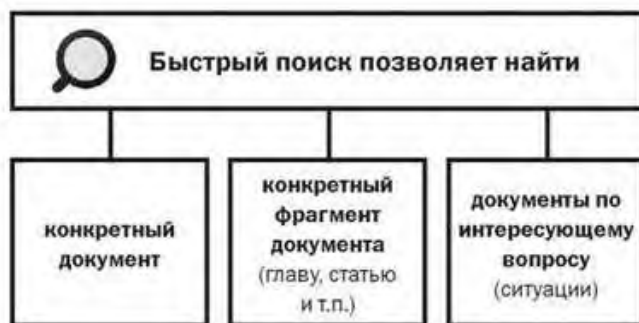 Быстрый поиск позволяет найти
конкретный
документ
конкретный
фрагмент
документа
(главу, статью
и т.п.)
документы по
интересующему
вопросу
(ситуации)